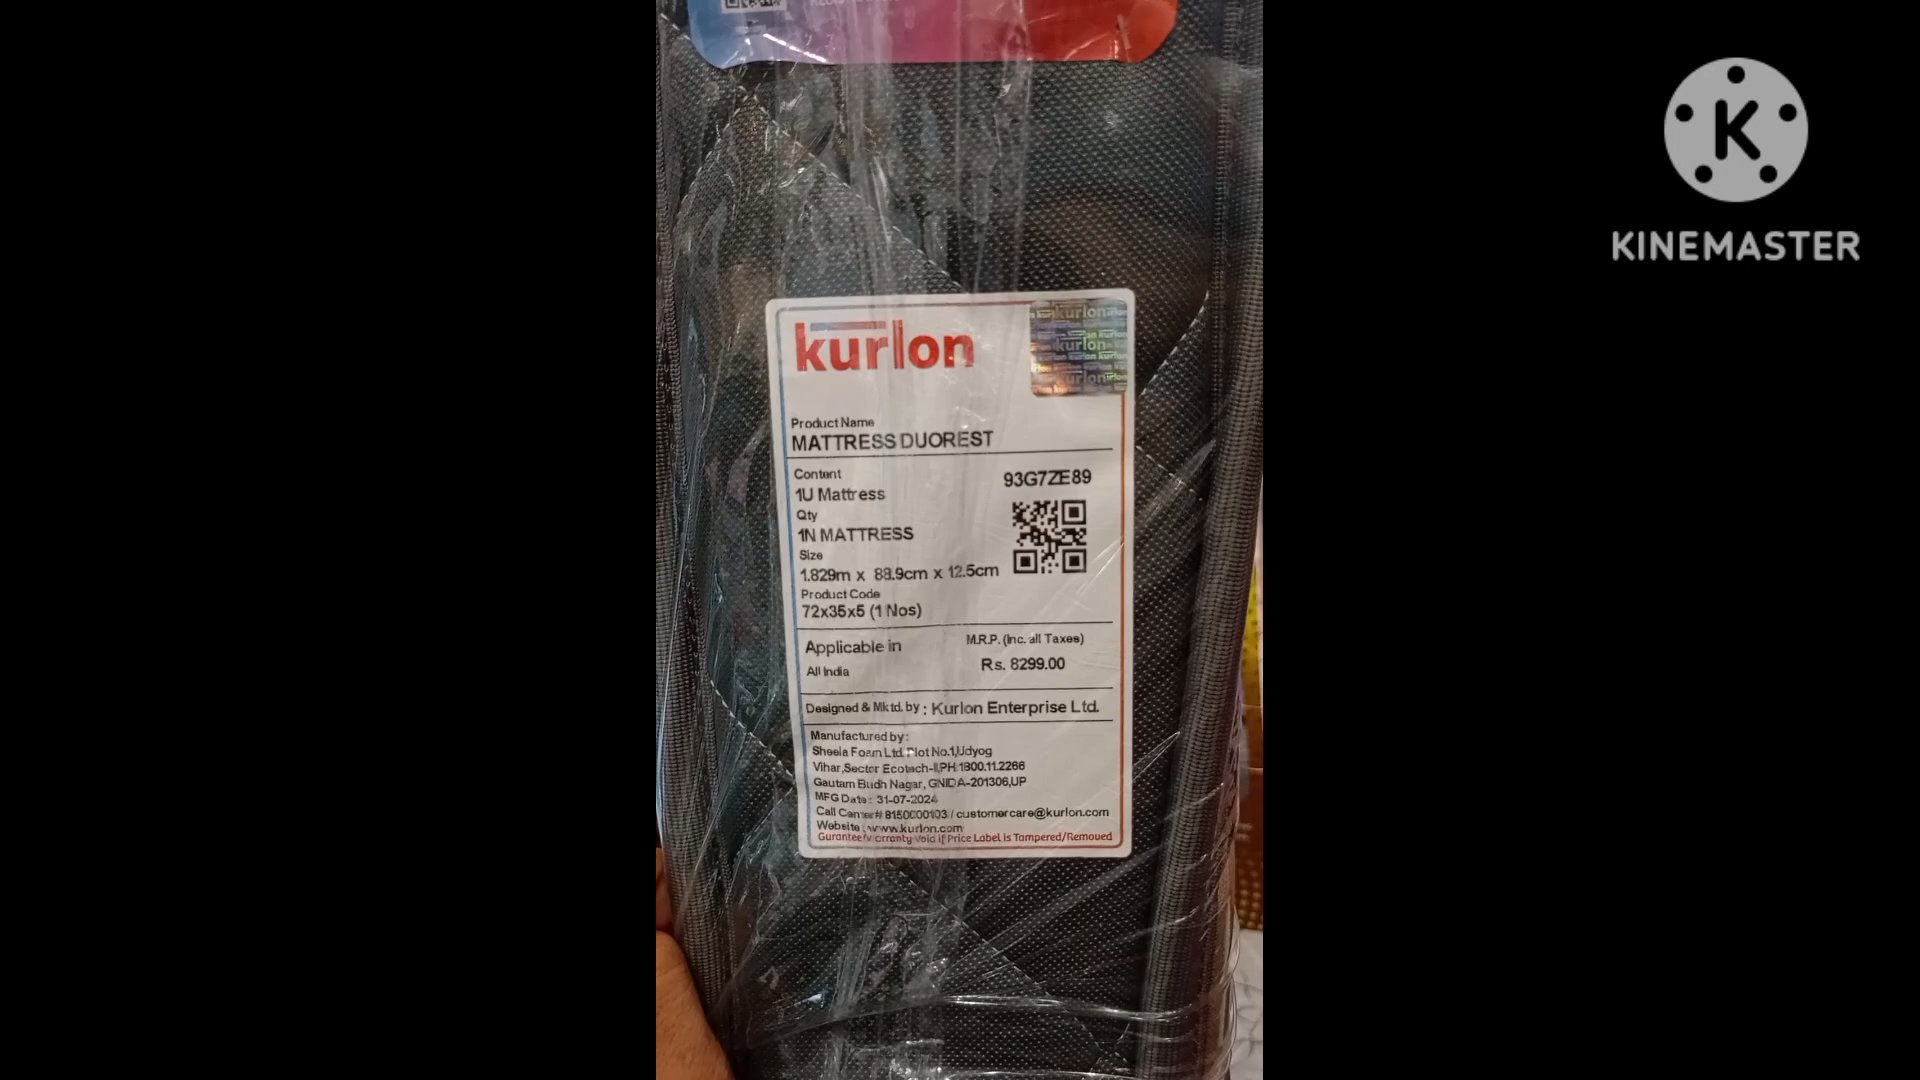 KINEMASTER
kurlon
Product Name
MATTRESS DUOREST
Content
93G7ZE89
1U Mattress
Qty
1N MATTRESS
Size
1.829m x 88.9cm x 12.5cm
Product Code
72x35x5 (1 Nos)
Applicable in
M.R.P. (Inc. all Taxes)
All India
Rs. 8299.00
Designed & Mktd. by : Kurlon Enterprise Ltd.
Manufactured by :
Sheela Foam Ltd. Plot No.1,Udyog
Vihar,Sector Ecotech-II,PH:1800.11.2266
Gautam Budh Nagar, GNIDA-201306,UP
MFG Date : 31-07-2024
Call Center# 8150000103 / customercare@kurlon.com
Website : www.kurlon.com
Gurantee/Warranty Void if Price Label is Tampered/Removed